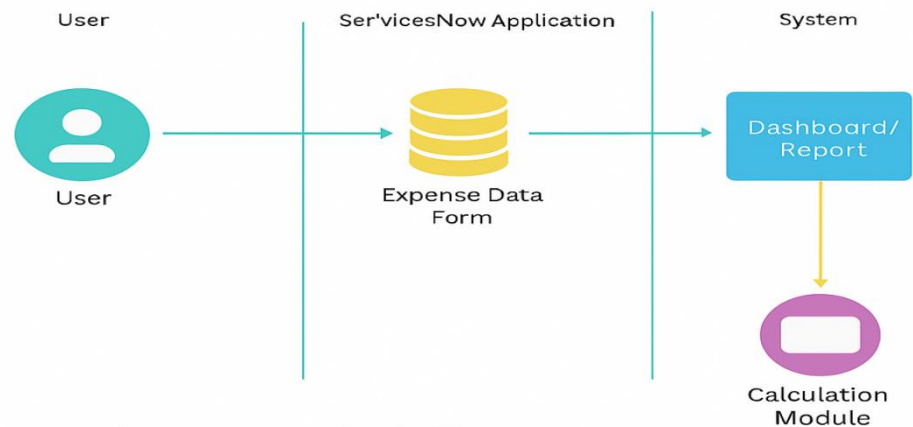 User
Ser'vicesNow Application
System
Dashboard/
Report
User
Expense Data
Form
Calculation
Module